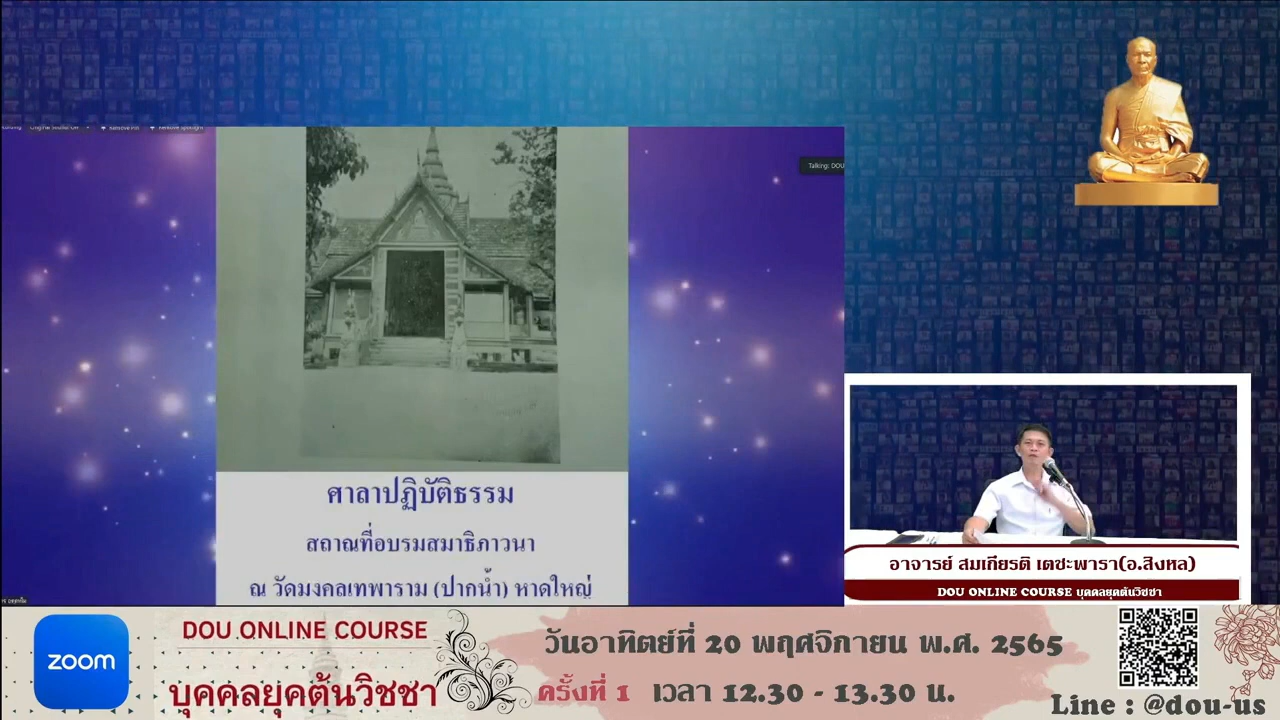 Talking: DOU
ศาลาปฏิบัติธรรม
สถาณที่อบรมสมาธิภาวนา
ณ วัดมงคลเทพาราม (ปากน้ำ) หาดใหญ่
อาจารย์ สมเกียรติ เตชะพารา(อ.สิงหล)
DOU ONLINE COURSE บุคคลยุคต้นวิชชา
zoom
DOU ONLINE COURSE
บุคคลยุคต้นวิชชา
วันอาทิตย์ที่ 20 พฤศจิกายน พ.ศ. 2565
ครั้งที่ 1 เวลา 12.30 - 13.30 น.
Line : @dou-us